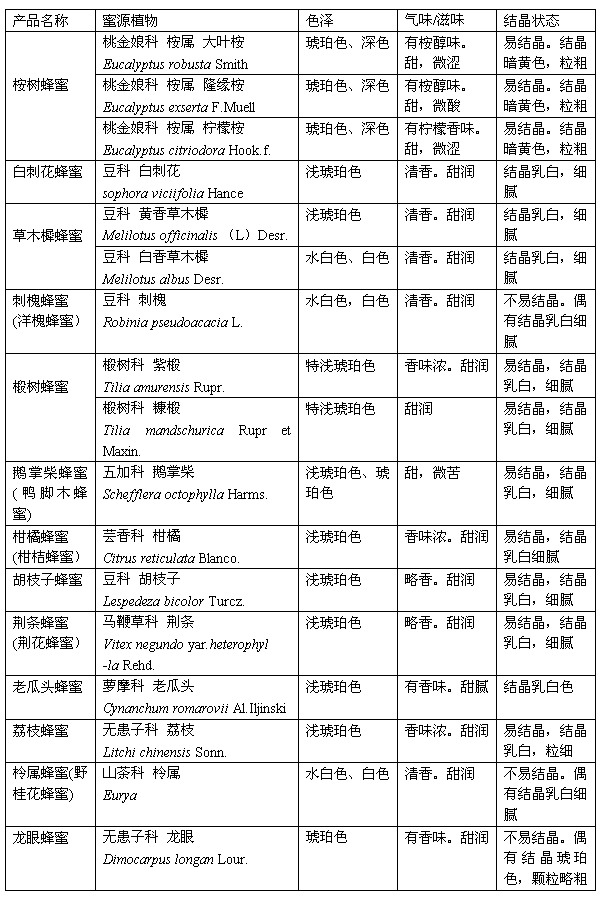 产品名称 蜜源植物 色泽 气味/滋味 结晶状态
桉树蜂蜜
桃金娘科 桉属 大叶桉
Eucalyptus robusta Smith
琥珀色、深色
有桉醇味。
甜，微涩
易结晶。结晶
暗黄色，粒粗
桃金娘科 桉属 隆缘桉
Eucalyptus exserta F.Muell
琥珀色、深色
有桉醇味。
甜，微酸
易结晶。结晶
暗黄色，粒粗
桃金娘科 桉属 柠檬桉
Eucalyptus citriodora Hook.f.
琥珀色、深色
有柠檬香味。
甜，微涩
易结晶。结晶
暗黄色，粒粗
白刺花蜂蜜
豆科 白刺花
sophora viciifolia Hance
浅琥珀色
清香。甜润
结晶乳白，细
腻
草木樨蜂蜜
豆科 黄香草木樨
Melilotus officinalis （L）Desr.
浅琥珀色
清香。甜润
结晶乳白，细
腻
豆科 白香草木樨
Melilotus albus Desr.
水白色、白色
清香。甜润
结晶乳白，细
腻
刺槐蜂蜜
(洋槐蜂蜜）
豆科 刺槐
Robinia pseudoacacia L.
水白色，白色
清香。甜润
不易结晶。偶
有结晶乳白细
腻
椴树蜂蜜
椴树科 紫椴
Tilia amurensis Rupr.
特浅琥珀色
香味浓。甜润
易结晶，结晶
乳白，细腻
椴树科 糠椴
Tilia mandschurica Rupr et
Maxin.
特浅琥珀色
甜润
易结晶，结晶
乳白，细腻
鹅掌柴蜂蜜
(鸭脚木蜂
蜜)
五加科 鹅掌柴
Schefflera octophylla Harms.
浅琥珀色、琥
珀色
甜，微苦
易结晶，结晶
乳白，细腻
柑橘蜂蜜
(柑桔蜂蜜）
芸香科 柑橘
Citrus reticulata Blanco.
浅琥珀色
香味浓。甜润
易结晶，结晶
乳白细腻
胡枝子蜂蜜
豆科 胡枝子
Lespedeza bicolor Turcz.
浅琥珀色
略香。甜润
易结晶，结晶
乳白，细腻
荆条蜂蜜
(荆花蜂蜜）
马鞭草科 荆条
Vitex negundo yar.heterophyl
-la Rehd.
浅琥珀色
略香。甜润
易结晶，结晶
乳白，细腻
老瓜头蜂蜜
萝摩科 老瓜头
Cynanchum romarovii Al.Iljinski
浅琥珀色
有香味。甜腻
结晶乳白色
荔枝蜂蜜
无患子科 荔枝
Litchi chinensis Sonn.
浅琥珀色
香味浓。甜润
易结晶，结晶
乳白，粒细
柃属蜂蜜(野
桂花蜂蜜)
山茶科 柃属
Eurya
水白色、白色
清香。甜润
不易结晶。偶
有结晶乳白细
腻
龙眼蜂蜜
无患子科 龙眼
Dimocarpus longan Lour.
琥珀色
有香味。甜润
不易结晶。偶
有结晶琥珀
色，颗粒略粗